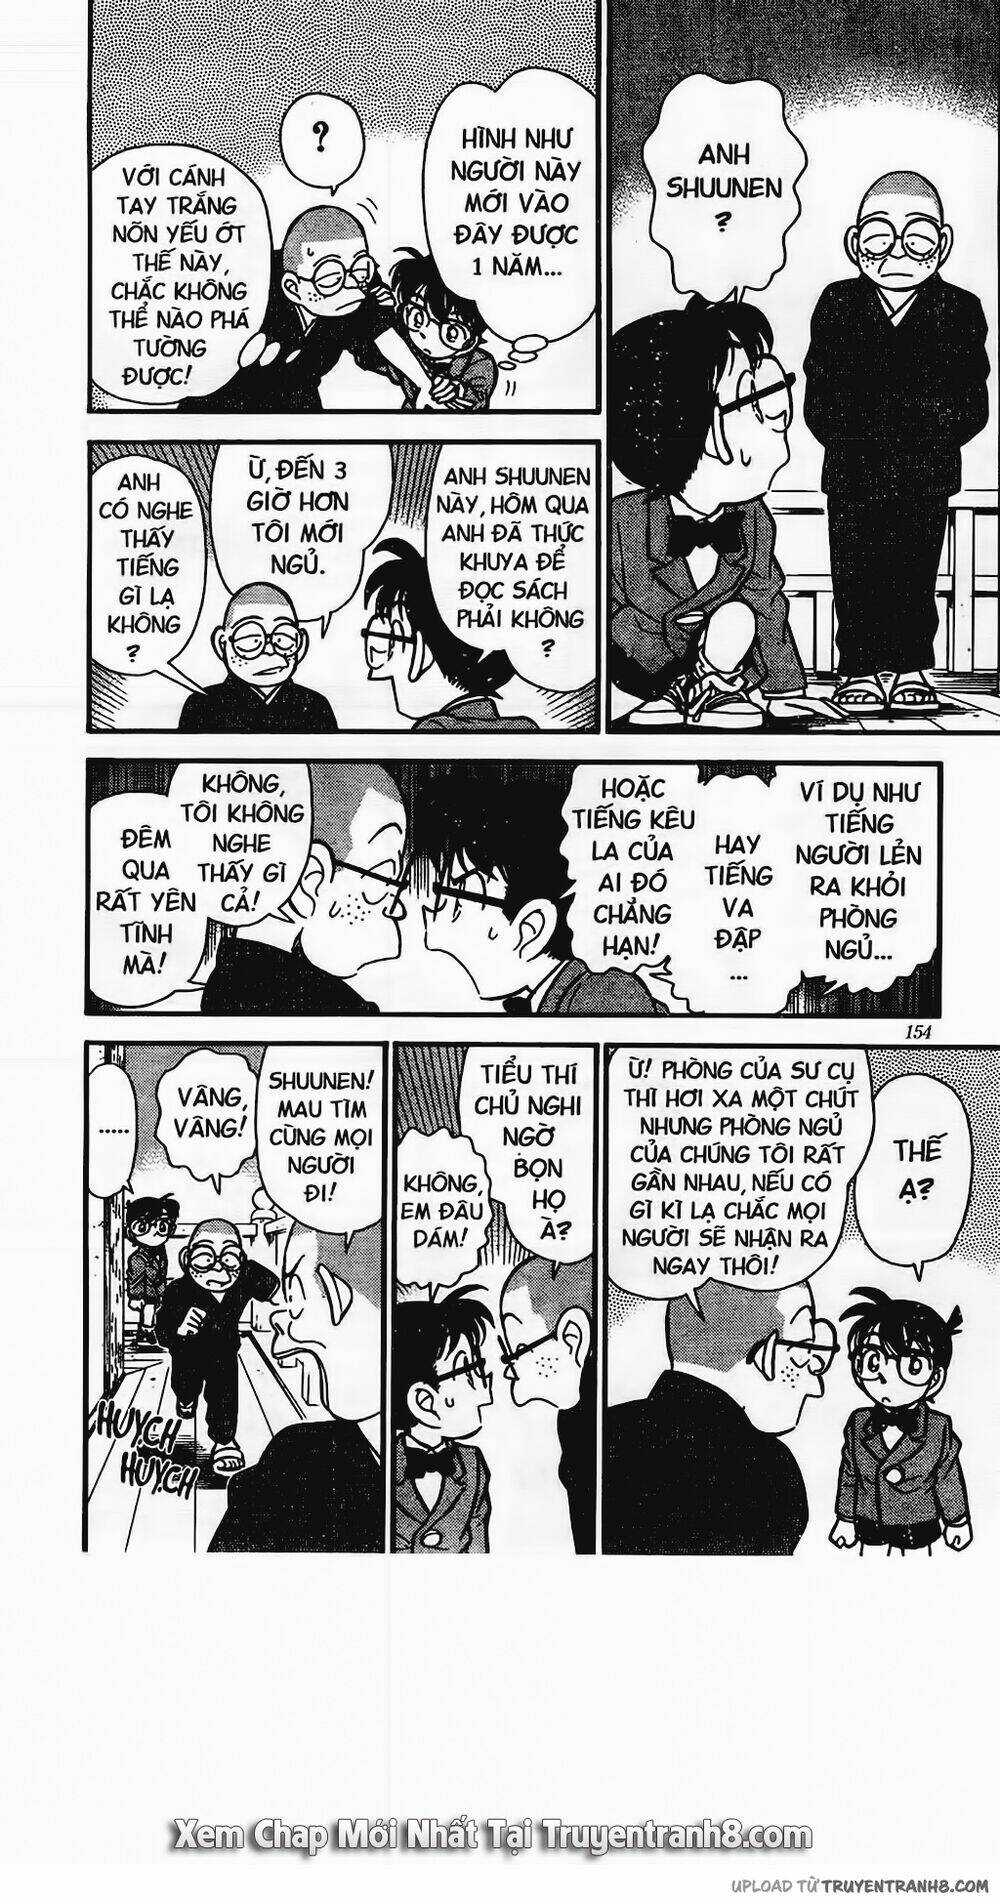 ANH
SHUUNEN
?
HÌNH NHƯ
NGƯỜI NÀY
MỚI VÀO
ĐÂY ĐƯỢC
1 NĂM...
?
VỚI CÁNH
TAY TRẮNG
NÕN YẾU ỚT
THẾ NÀY,
CHẮC KHÔNG
THỂ NÀO PHÁ
TƯỜNG
ĐƯỢC!
ANH SHUUNEN
NÀY, HÔM QUA
ANH ĐÃ THỨC
KHUYA ĐỂ
ĐỌC SÁCH
PHẢI KHÔNG
?
Ừ, ĐẾN 3
GIỜ HƠN
TÔI MỚI
NGỦ.
ANH
CÓ NGHE
THẤY
TIẾNG
GÌ LẠ
KHÔNG
?
VÍ DỤ NHƯ
TIẾNG
NGƯỜI LẺN
RA KHỎI
PHÒNG
NGỦ...
HAY
TIẾNG
VA
ĐẬP
...
HOẶC
TIẾNG KÊU
LA CỦA
AI ĐÓ
CHẲNG
HẠN!
KHÔNG,
TÔI KHÔNG
NGHE
THẤY GÌ
CẢ!
ĐÊM
QUA
RẤT YÊN
TĨNH
MÀ!
154
THẾ
Ạ?
Ừ! PHÒNG CỦA SƯ CỤ
THÌ HƠI XA MỘT CHÚT
NHƯNG PHÒNG NGỦ
CỦA CHÚNG TÔI RẤT
GẦN NHAU, NẾU CÓ
GÌ KÌ LẠ CHẮC MỌI
NGƯỜI SẼ NHẬN RA
NGAY THÔI!
TIỂU THÍ
CHỦ NGHI
NGỜ
BỌN
HỌ
À?
KHÔNG,
EM ĐÂU
DÁM!
SHUUNEN!
MAU TÌM
CÙNG MỌI
NGƯỜI
ĐI!
VÂNG,
VÂNG!
.....
HUỴCH
HUỴCH
Xem Chap Mới Nhất Tại Truyentranh8.com
UPLOAD TỪ TRUYENTRANH8.COM